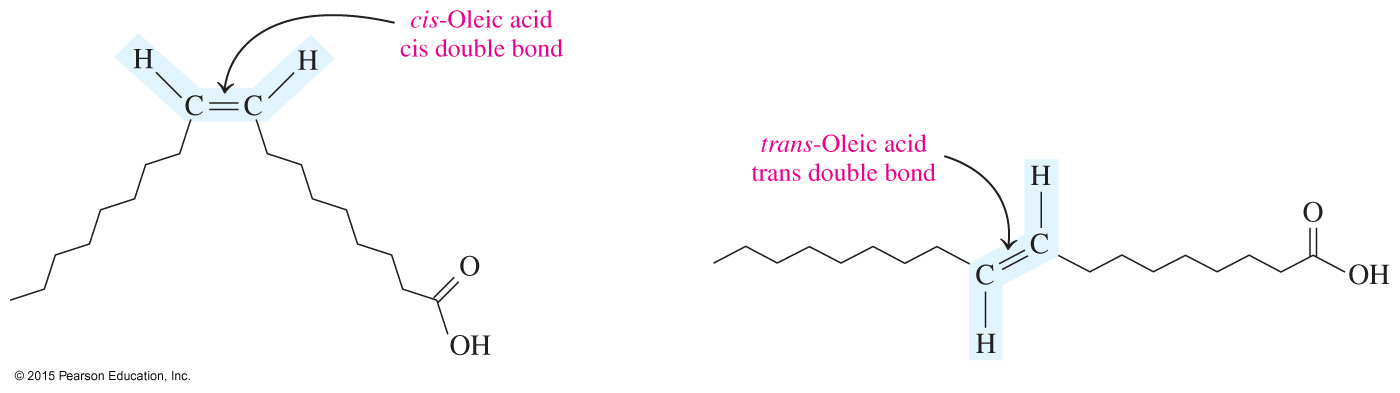 cis-Oleic acid
cis double bond
H
H
C
C
O
OH
trans-Oleic acid
trans double bond
H
C
C
H
O
OH
© 2015 Pearson Education, Inc.